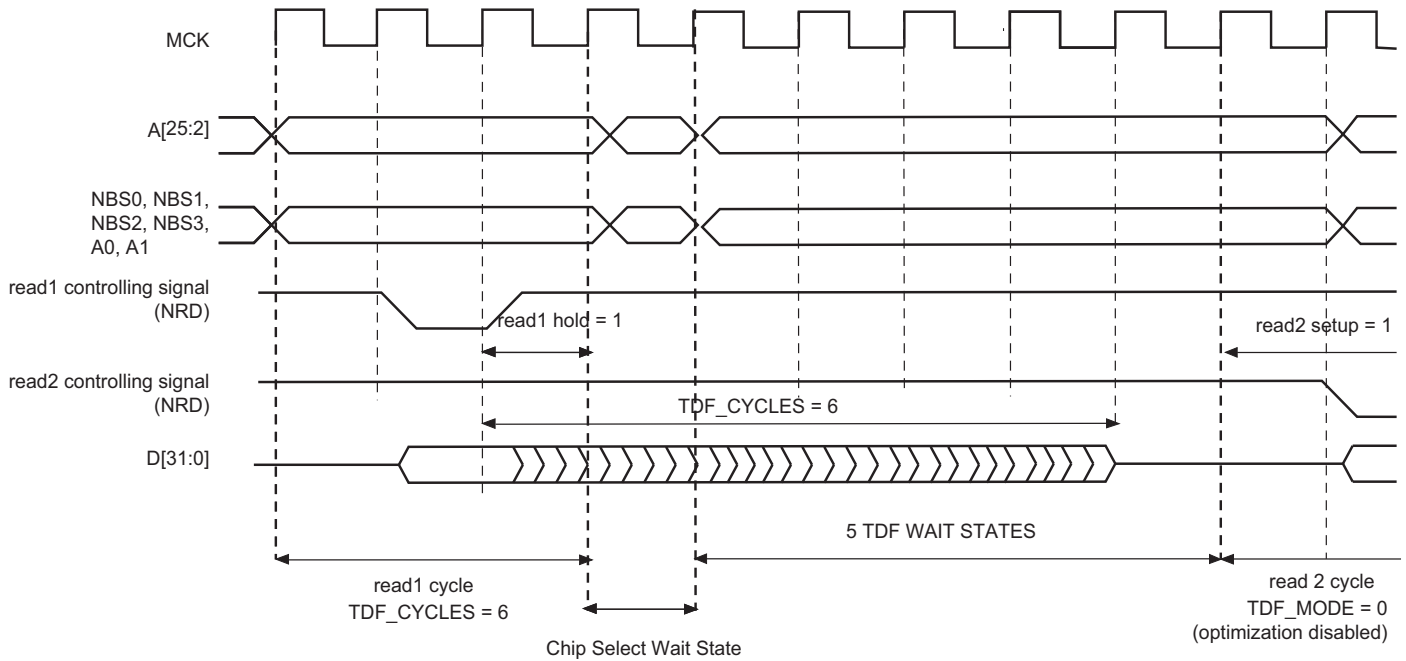 MCK
A[25:2]
NBS0, NBS1,
NBS2, NBS3,
A0, A1
read1 controlling signal
(NRD)
read1 hold = 1
read2 setup = 1
read2 controlling signal
(NRD)
TDF_CYCLES = 6
D[31:0]
5 TDF WAIT STATES
read1 cycle
TDF_CYCLES = 6
Chip Select Wait State
read 2 cycle
TDF_MODE = 0
(optimization disabled)